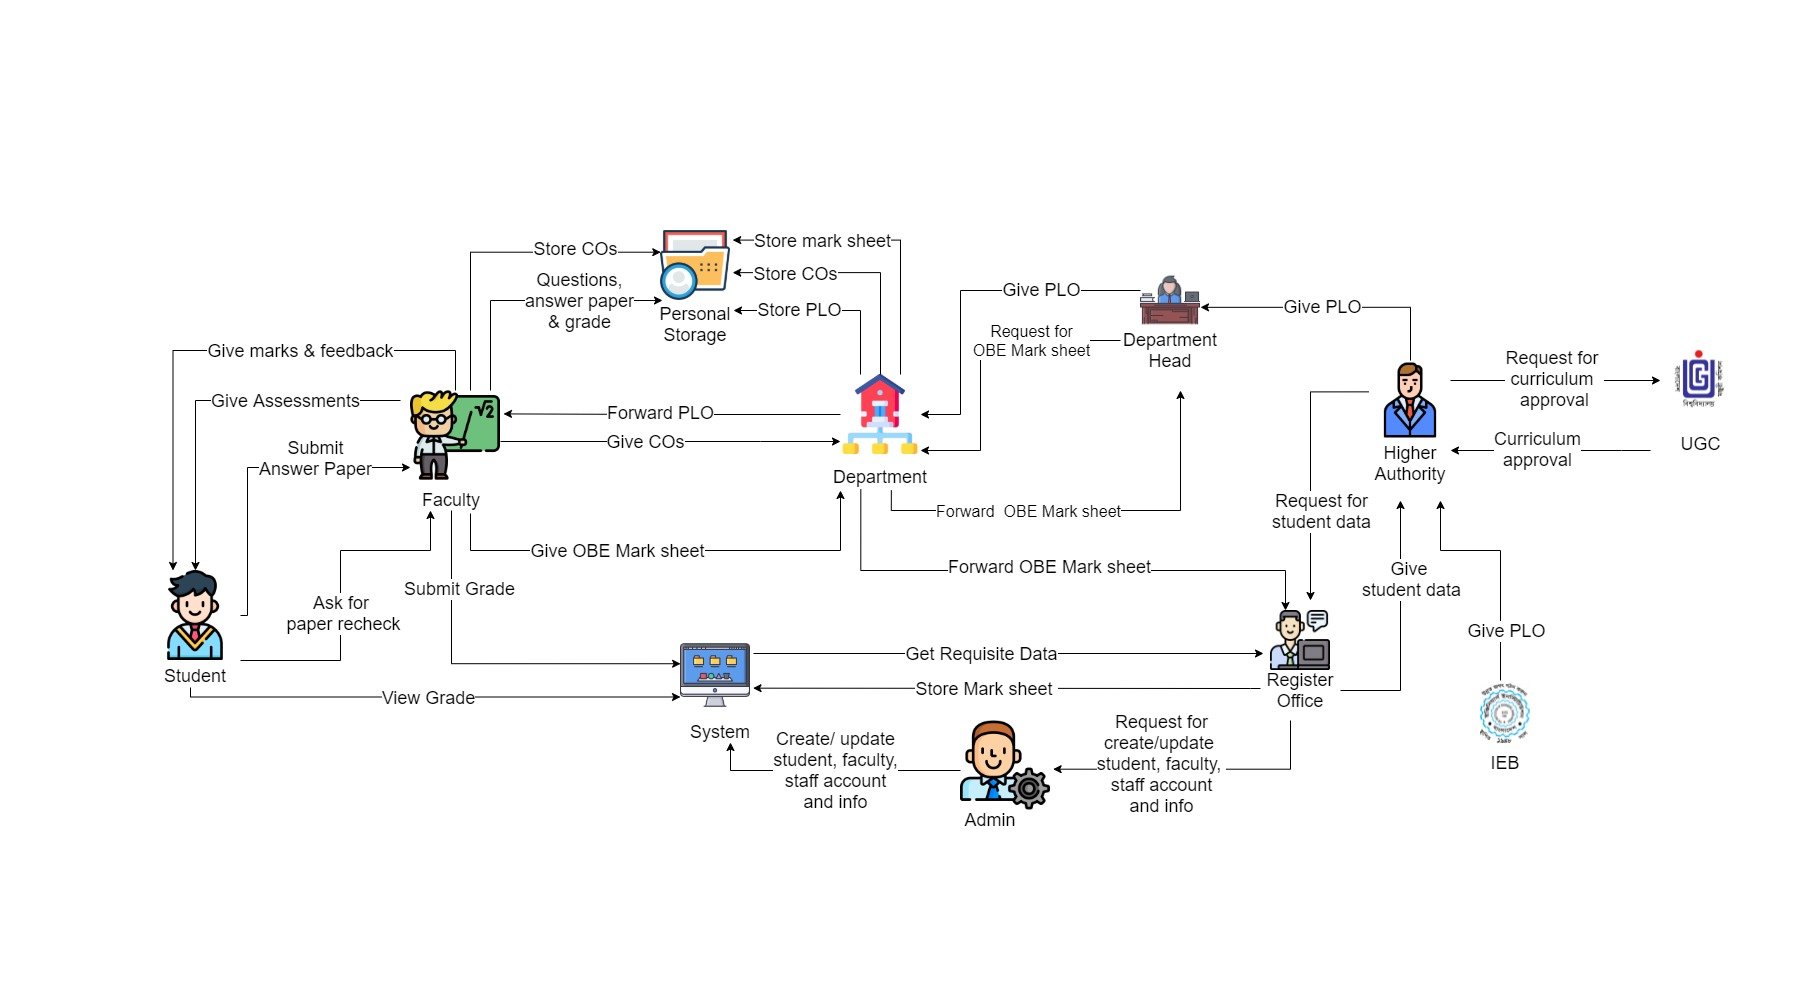 Store COs
Questions,
answer paper
& grade
Personal
Storage
Store mark sheet
Store COs
Store PLO
Give PLO
Request for
OBE Mark sheet
Department
Head
Give PLO
Request for
curriculum
approval
Curriculum
approval
UGC
Higher
Authority
Give marks & feedback
Give Assessments
Submit
Answer Paper
√2
Faculty
Forward PLO
Give COs
Department
Forward OBE Mark sheet
Request for
student data
Give OBE Mark sheet
Forward OBE Mark sheet
Give
student data
Submit Grade
Ask for
paper recheck
Student
View Grade
Get Requisite Data
Store Mark sheet
Register
Office
Give PLO
IEB
System
Create/ update
student, faculty,
staff account
and info
Admin
Request for
create/update
student, faculty,
staff account
and info